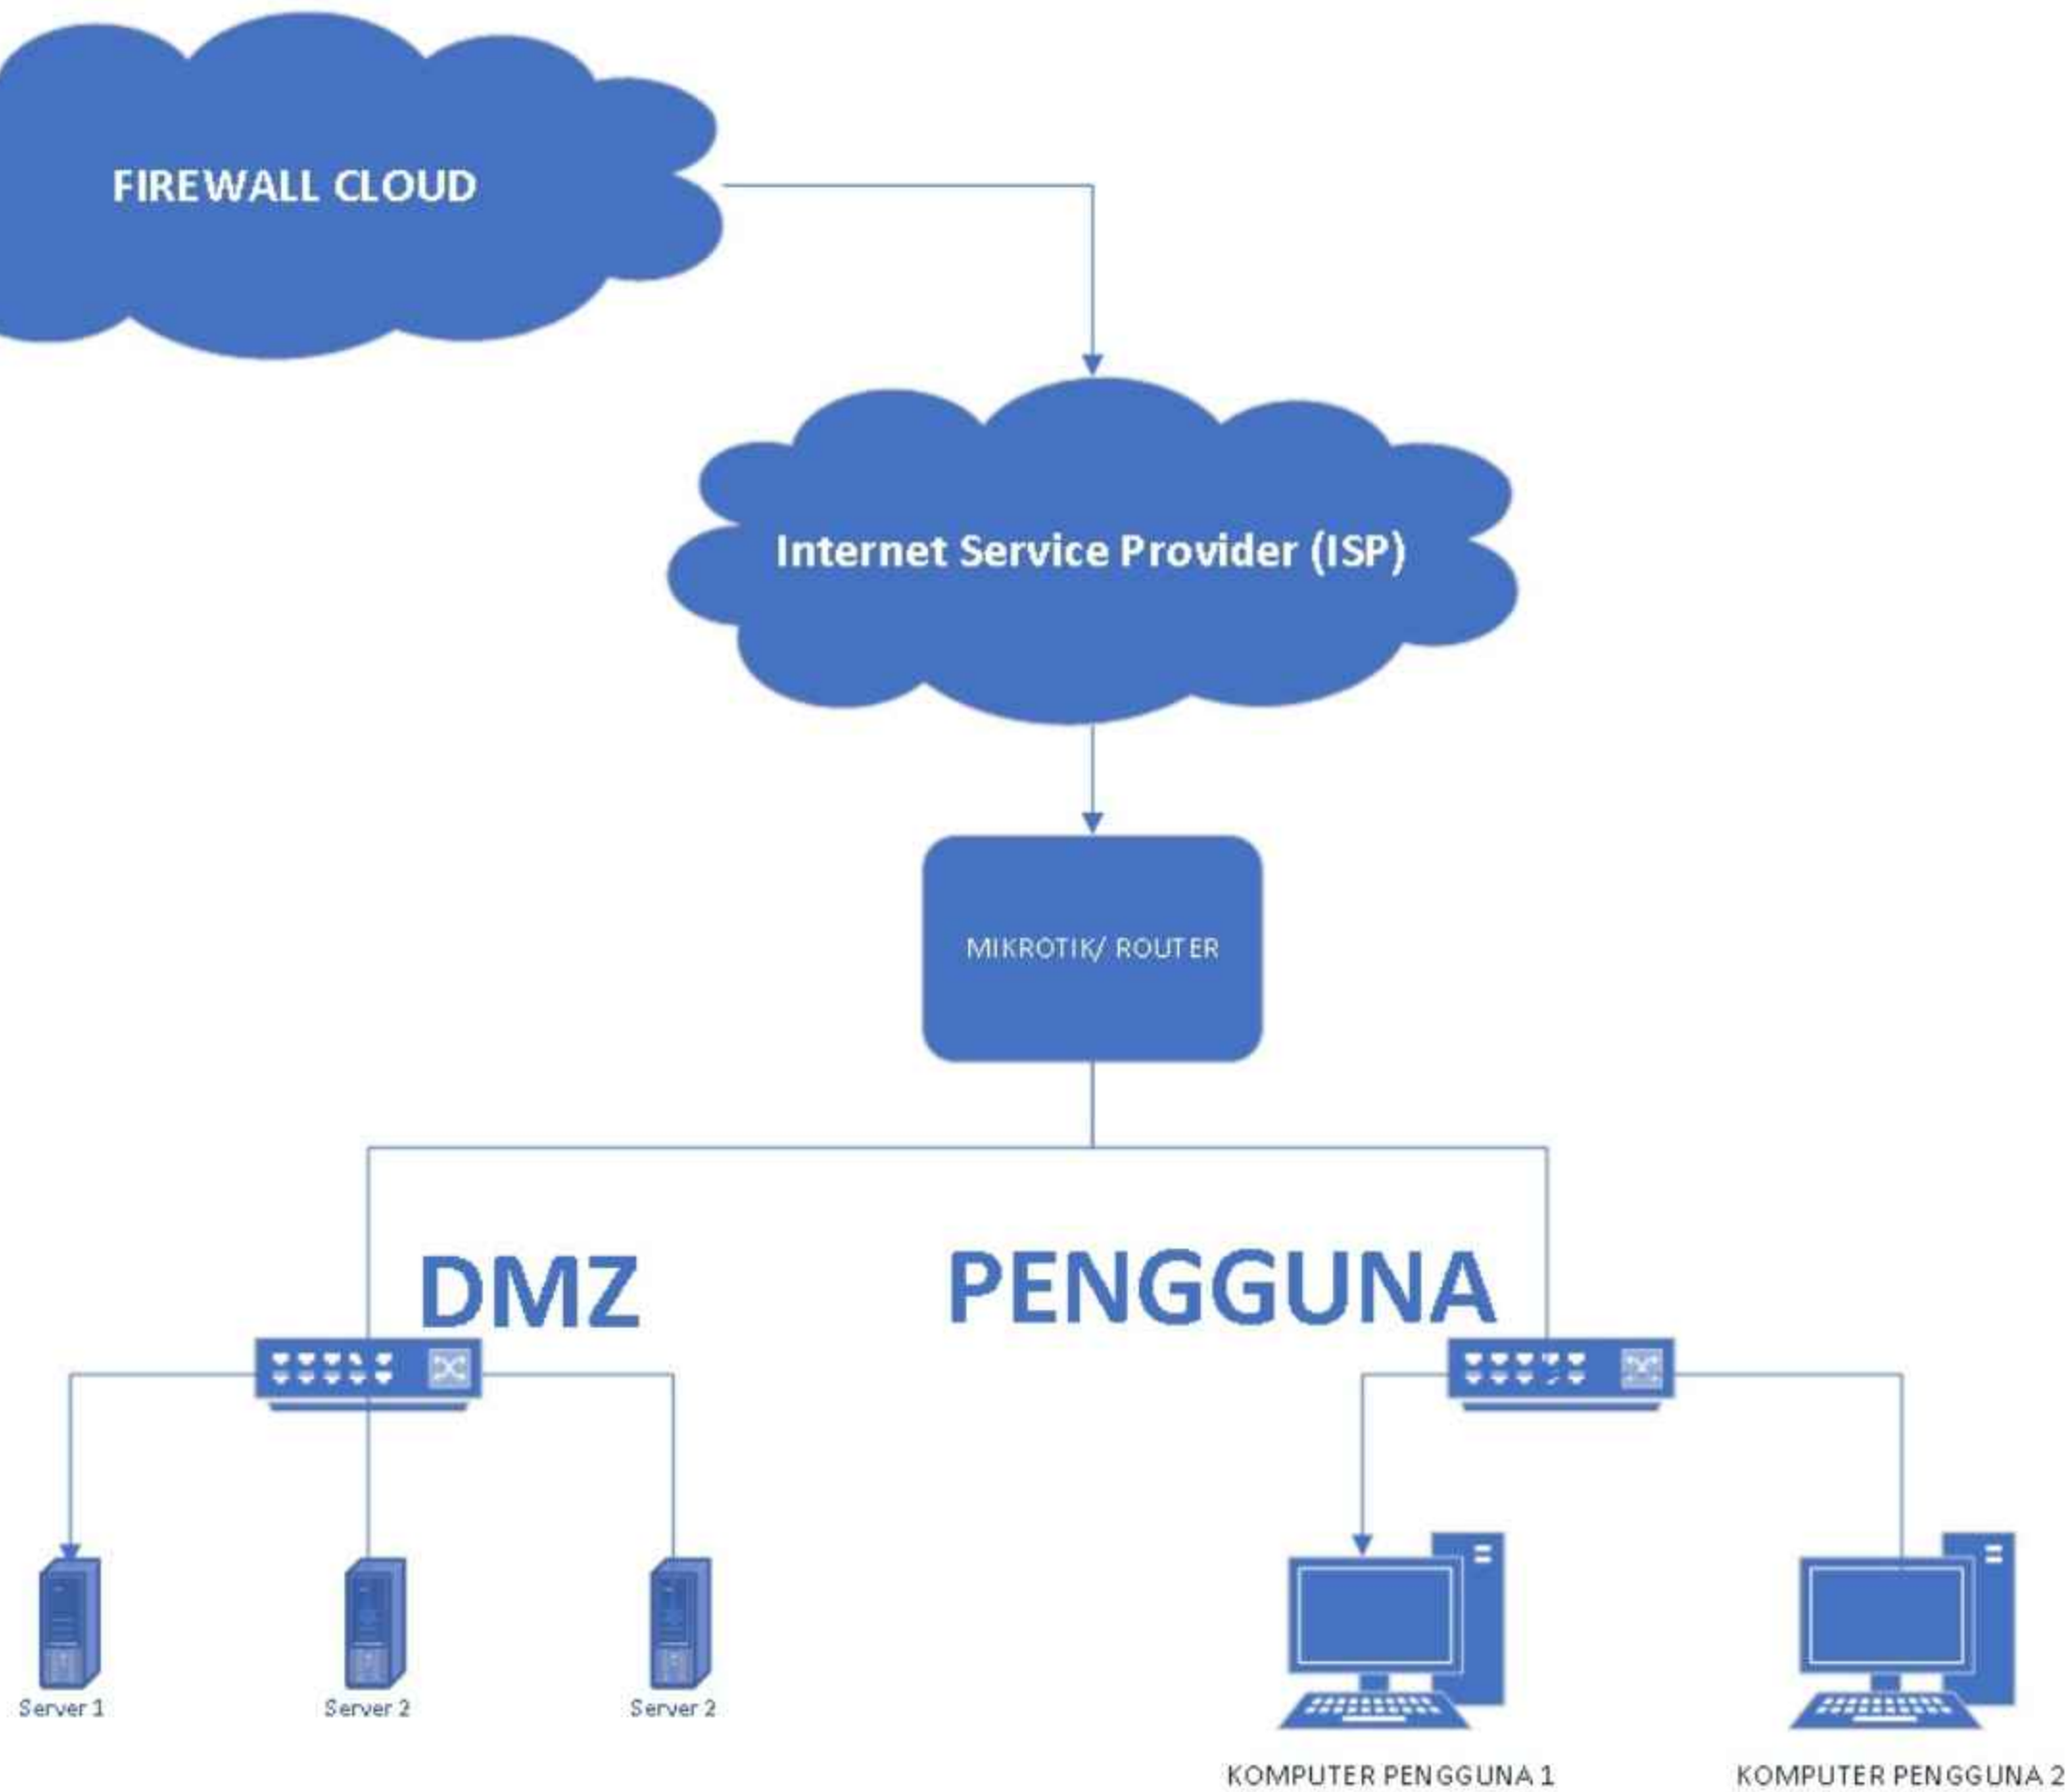 FIREWALL CLOUD
Internet Service Provider (ISP)
MIKROTIK/ ROUTER
DMZ
PENGGUNA
Server 1
Server 2
Server 2
KOMPUTER PENGGUNA 1
KOMPUTER PENGGUNA 2